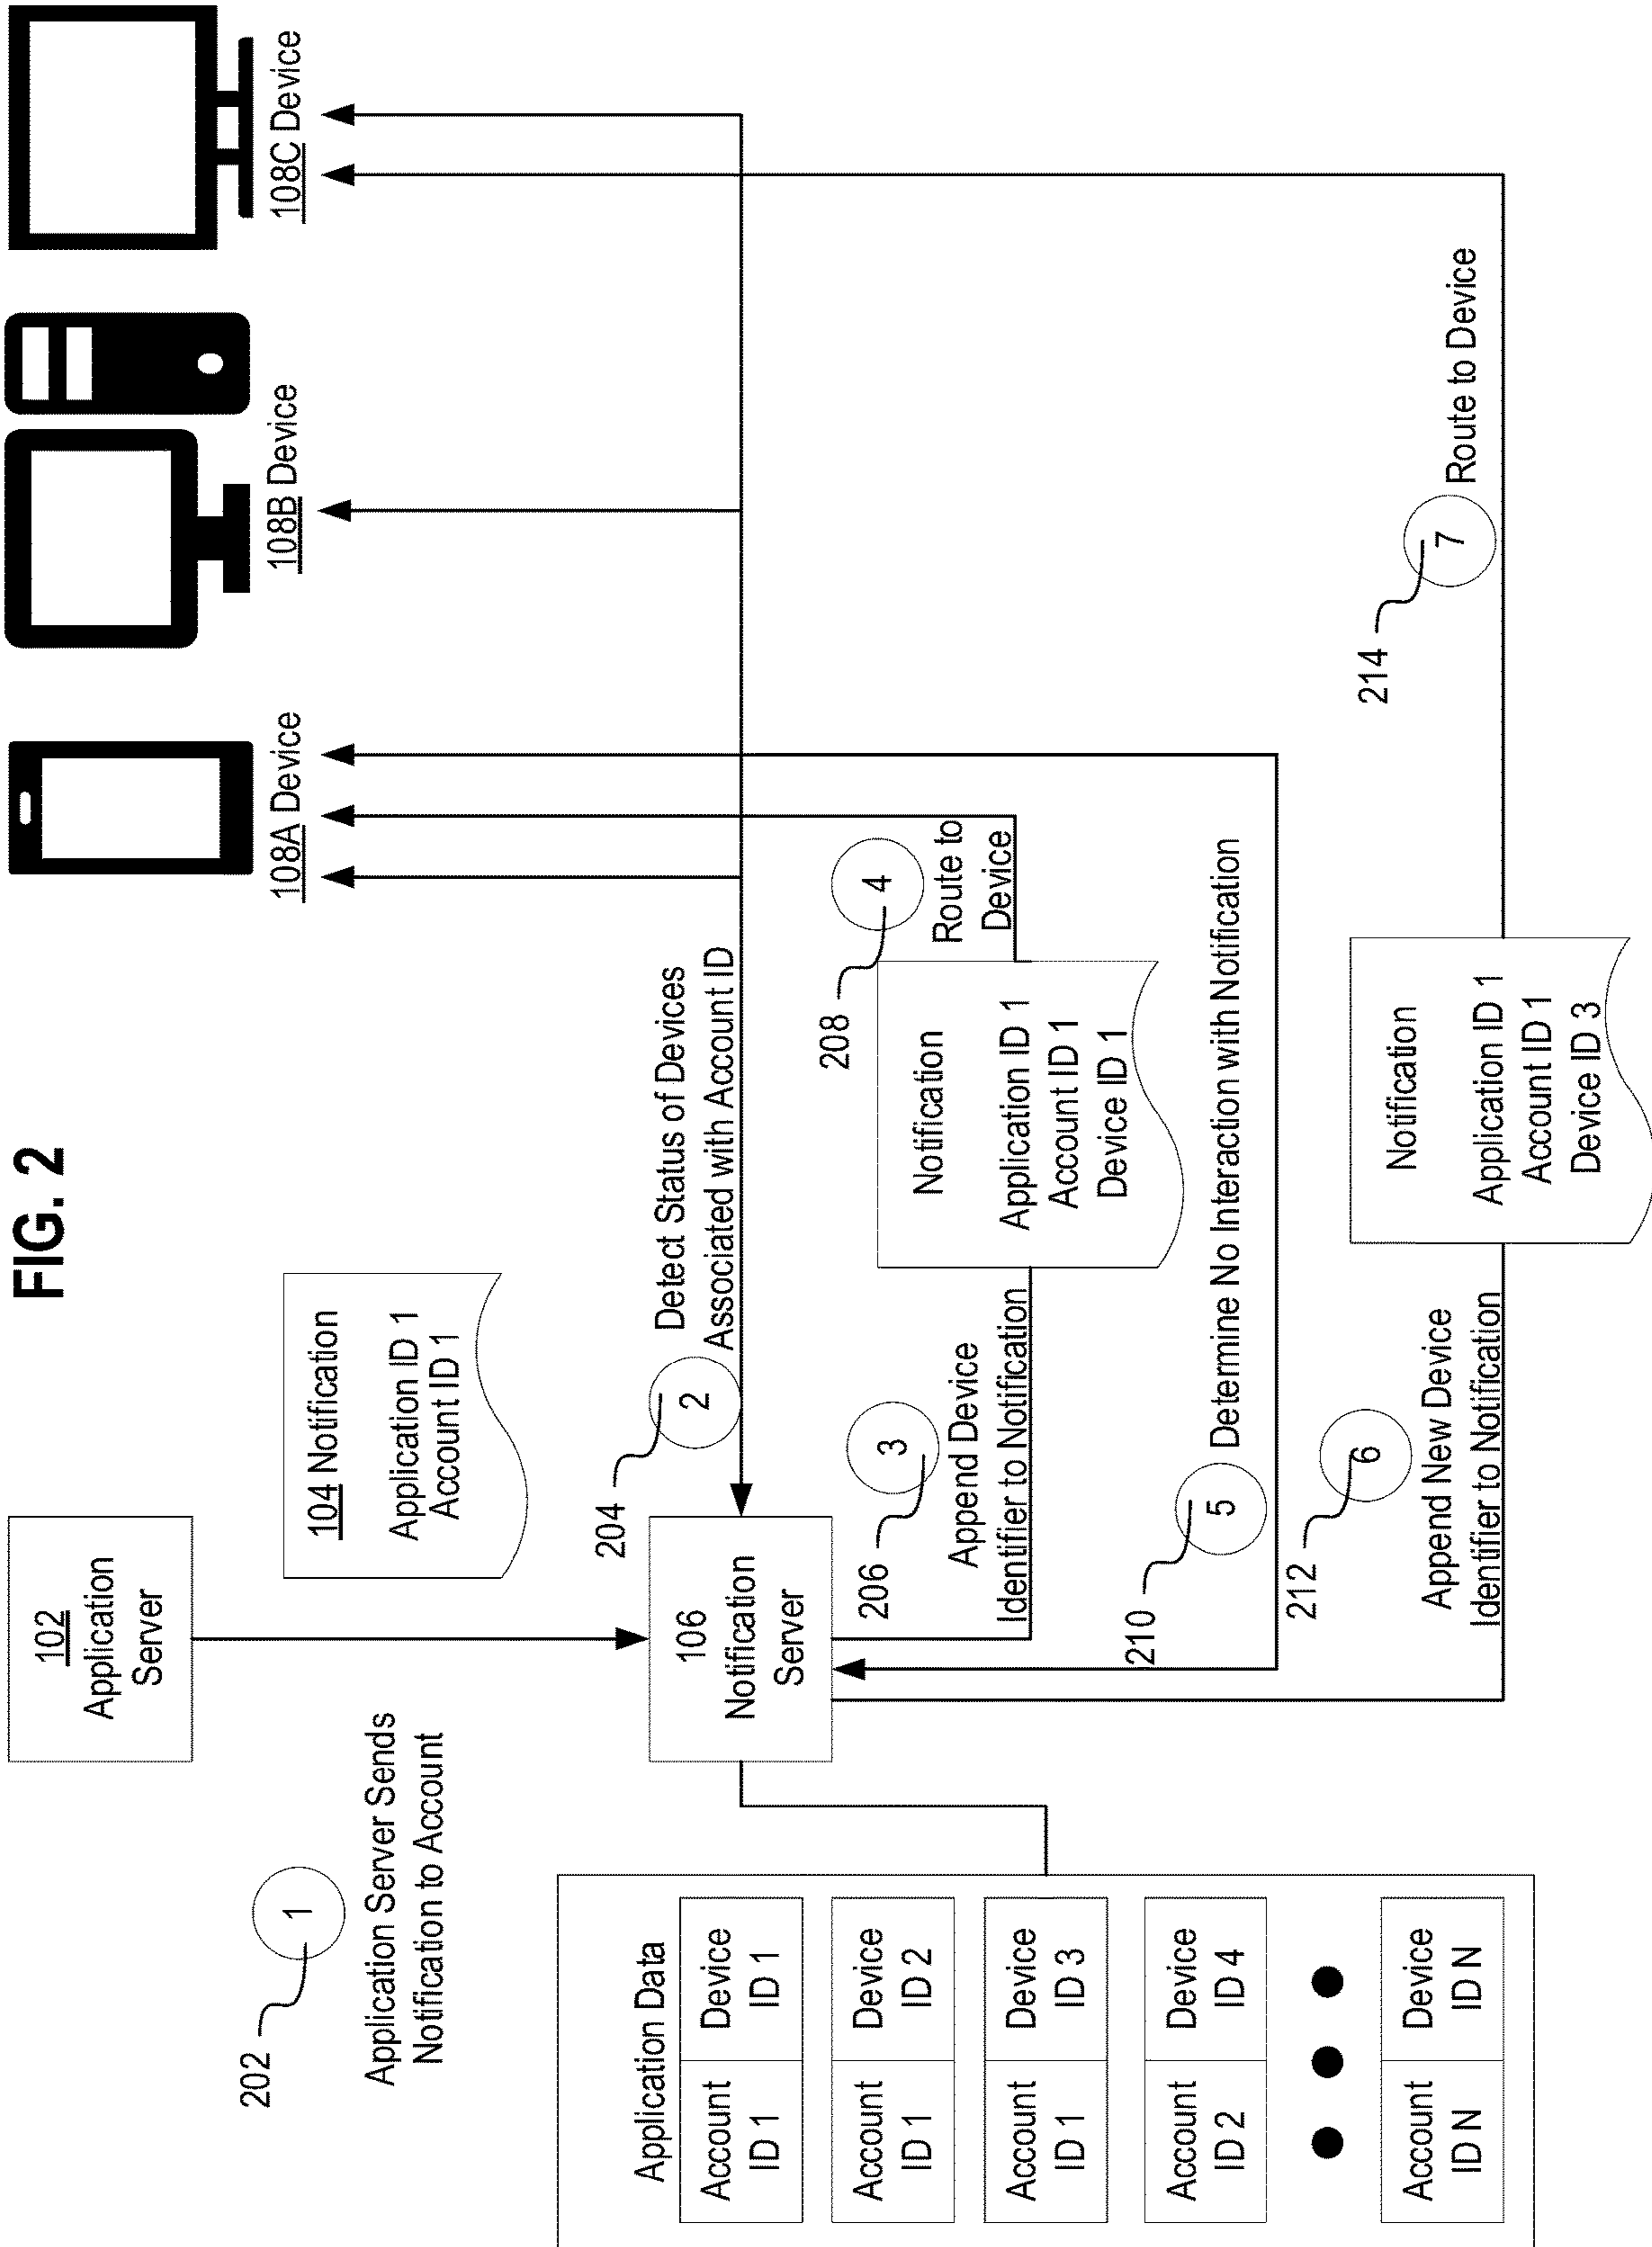 FIG. 2
102
Application
Server
202
1
Application Server Sends
Notification to Account
104 Notification
Application ID 1
Account ID 1
108A Device
108B Device
108C Device
106
Notification
Server
204
2
Detect Status of Devices
Associated with Account ID
206
3
Append Device
Identifier to Notification
Notification
Application ID 1
Account ID 1
Device ID 1
208
4
Route to
Device
210
5
Determine No Interaction with Notification
212
6
Append New Device
Identifier to Notification
Notification
Application ID 1
Account ID 1
Device ID 3
214
7
Route to Device
Application Data
Account
ID 1
Device
ID 1
Account
ID 1
Device
ID 2
Account
ID 1
Device
ID 3
Account
ID 2
Device
ID 4
Account
ID N
Device
ID N